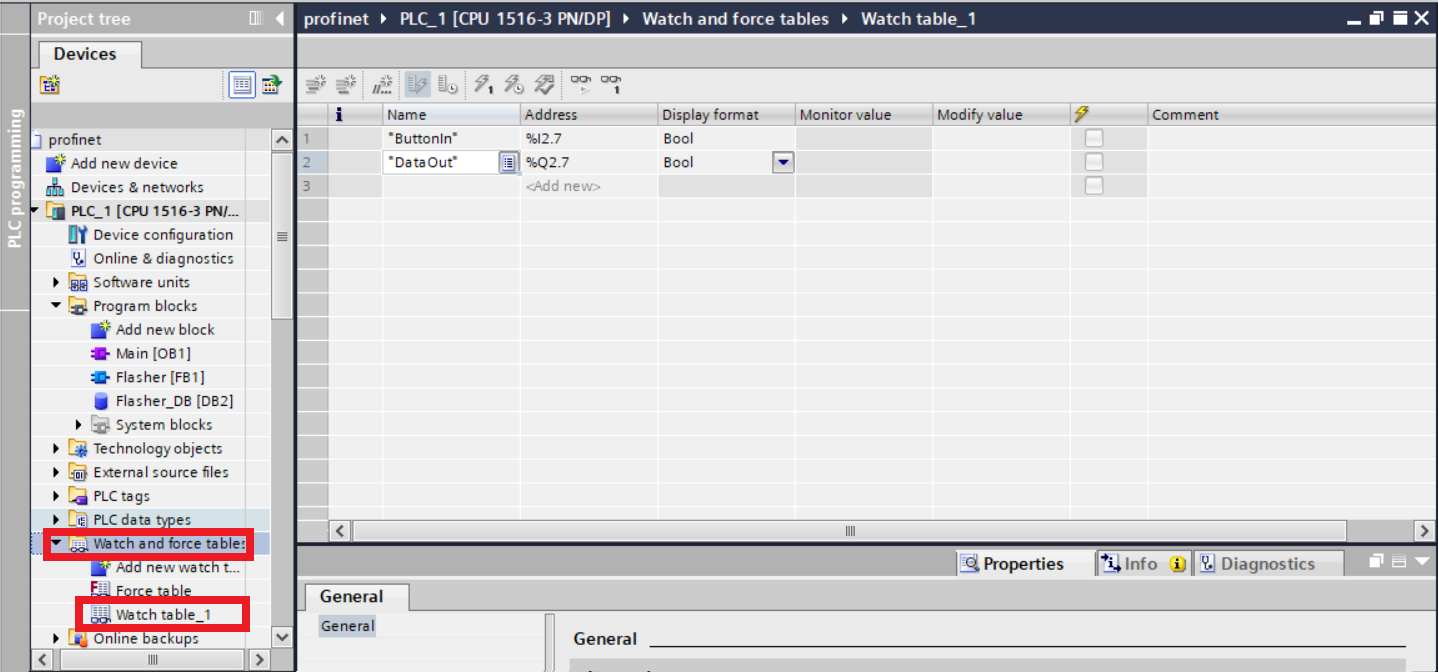 Project tree
profinet PLC_1 [CPU 1516-3 PN/DP] Watch and force tables Watch table_1
Devices
PLC programming
profinet
Add new device
Devices & networks
PLC_1 [CPU 1516-3 PN/...
Device configuration
Online & diagnostics
Software units
Program blocks
Add new block
Main [OB1]
Flasher [FB1]
Flasher_DB [DB2]
System blocks
Technology objects
External source files
PLC tags
PLC data types
Watch and force tables
Add new watch t...
Force table
Watch table_1
Online backups
i Name Address Display format Monitor value Modify value Comment
1 "ButtonIn" %I2.7 Bool
2 "DataOut" %Q2.7 Bool
3 <Add new>
Properties Info Diagnostics
General
General
General